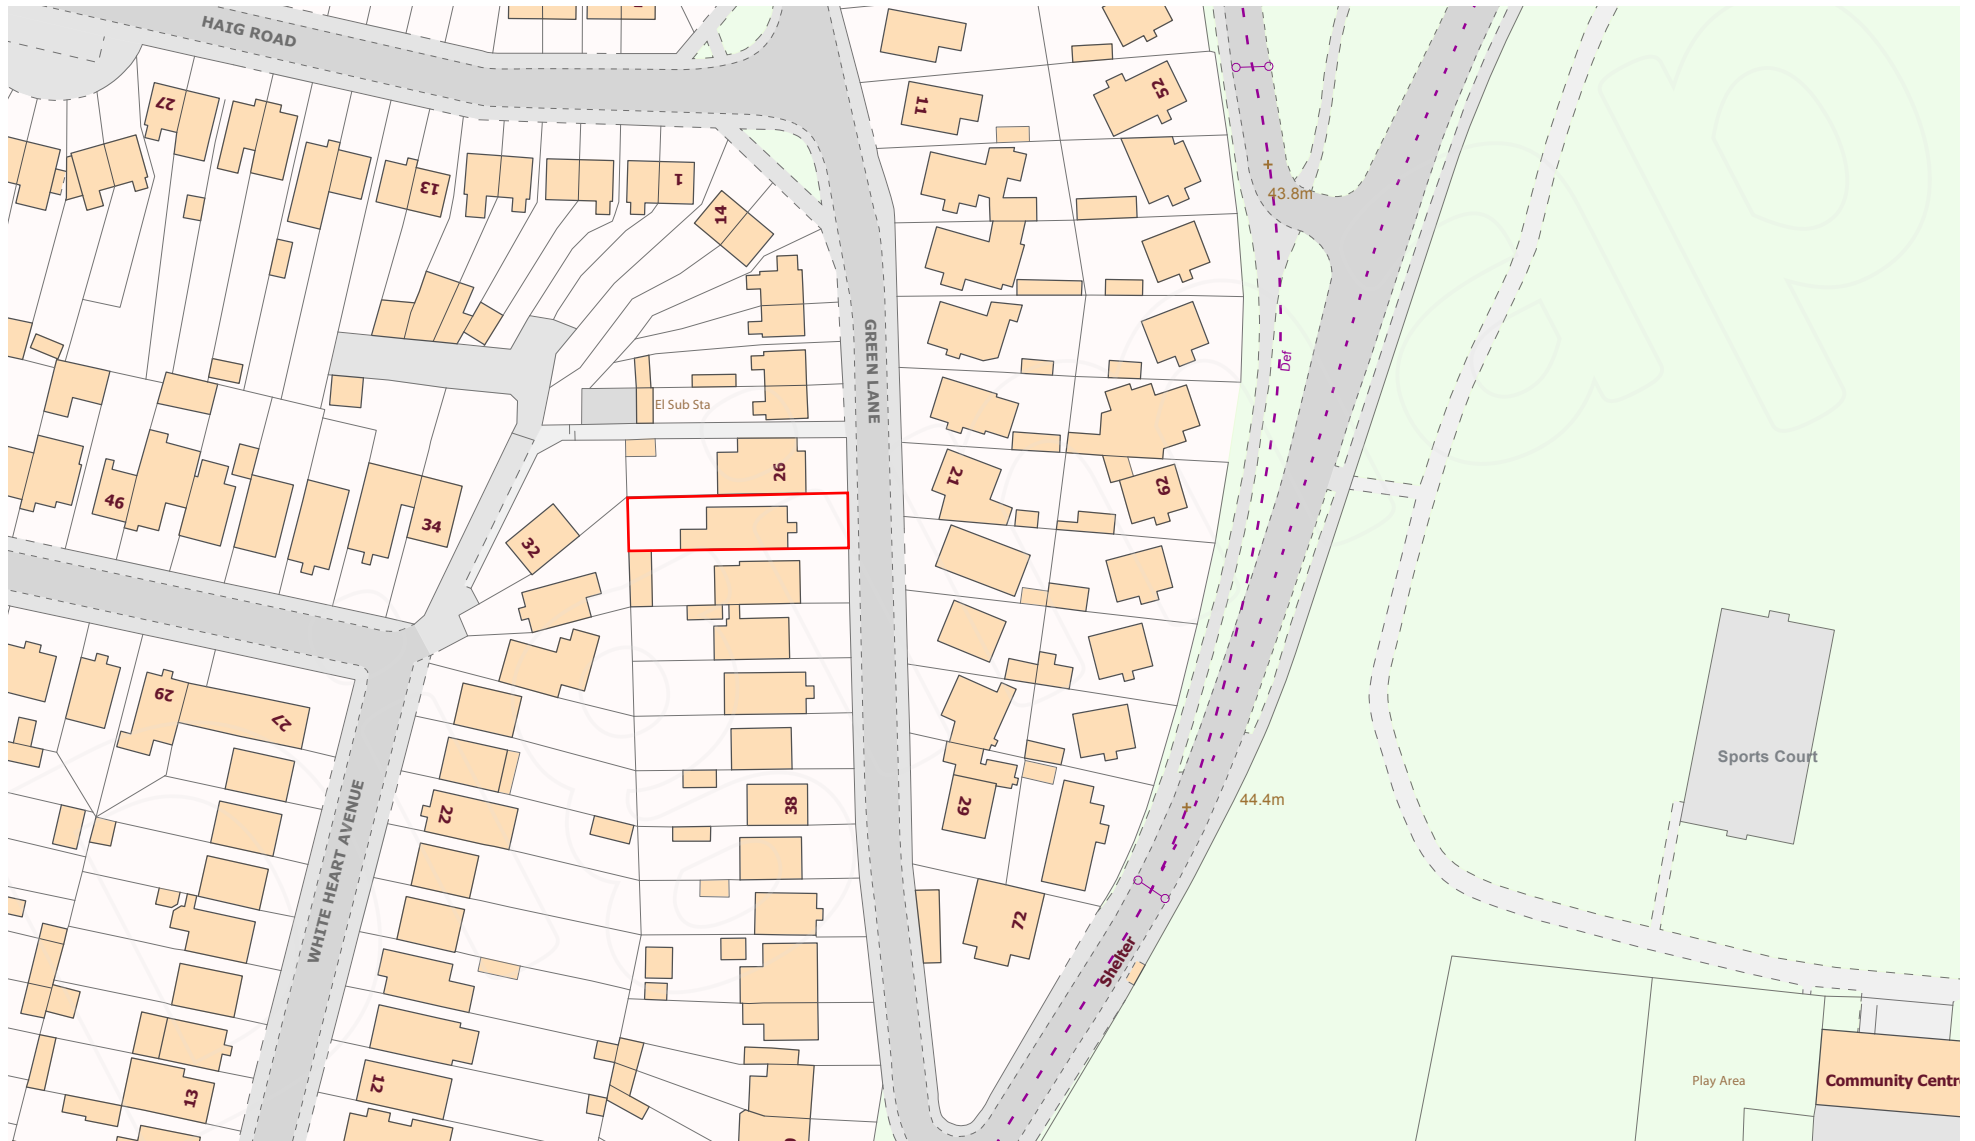 HAIG ROAD
27
11
52
13
1
14
43.8m
GREEN LANE
Def
El Sub Sta
26
21
62
46
34
32
29
27
Sports Court
22
38
29
44.4m
WHITE HEART AVENUE
72
Shelter
13
12
Play Area
Community Centr